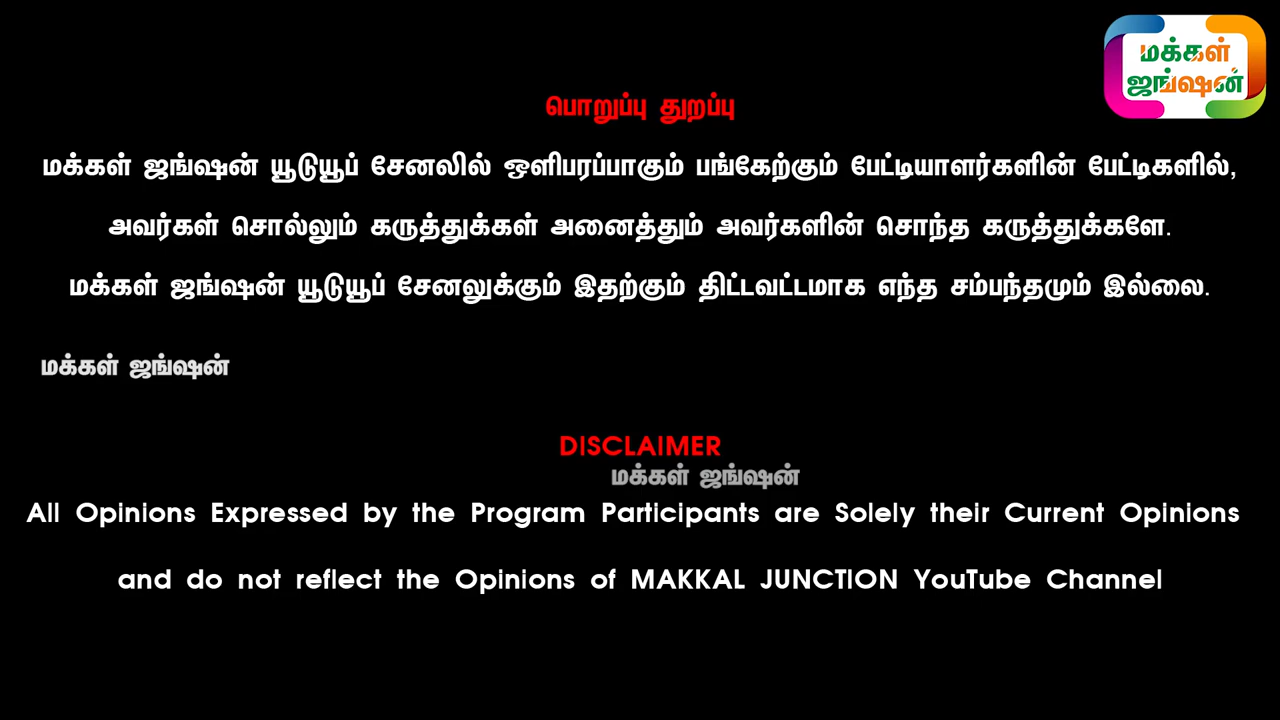 மக்கள்
ஜங்ஷன்
பொறுப்பு துறப்பு
மக்கள் ஜங்ஷன் யூடுயூப் சேனலில் ஒளிபரப்பாகும் பங்கேற்கும் பேட்டியாளர்களின் பேட்டிகளில்,
அவர்கள் சொல்லும் கருத்துக்கள் அனைத்தும் அவர்களின் சொந்த கருத்துக்களே.
மக்கள் ஜங்ஷன் யூடுயூப் சேனலுக்கும் இதற்கும் திட்டவட்டமாக எந்த சம்பந்தமும் இல்லை.
மக்கள் ஜங்ஷன்
DISCLAIMER
மக்கள் ஜங்ஷன்
All Opinions Expressed by the Program Participants are Solely their Current Opinions
and do not reflect the Opinions of MAKKAL JUNCTION YouTube Channel